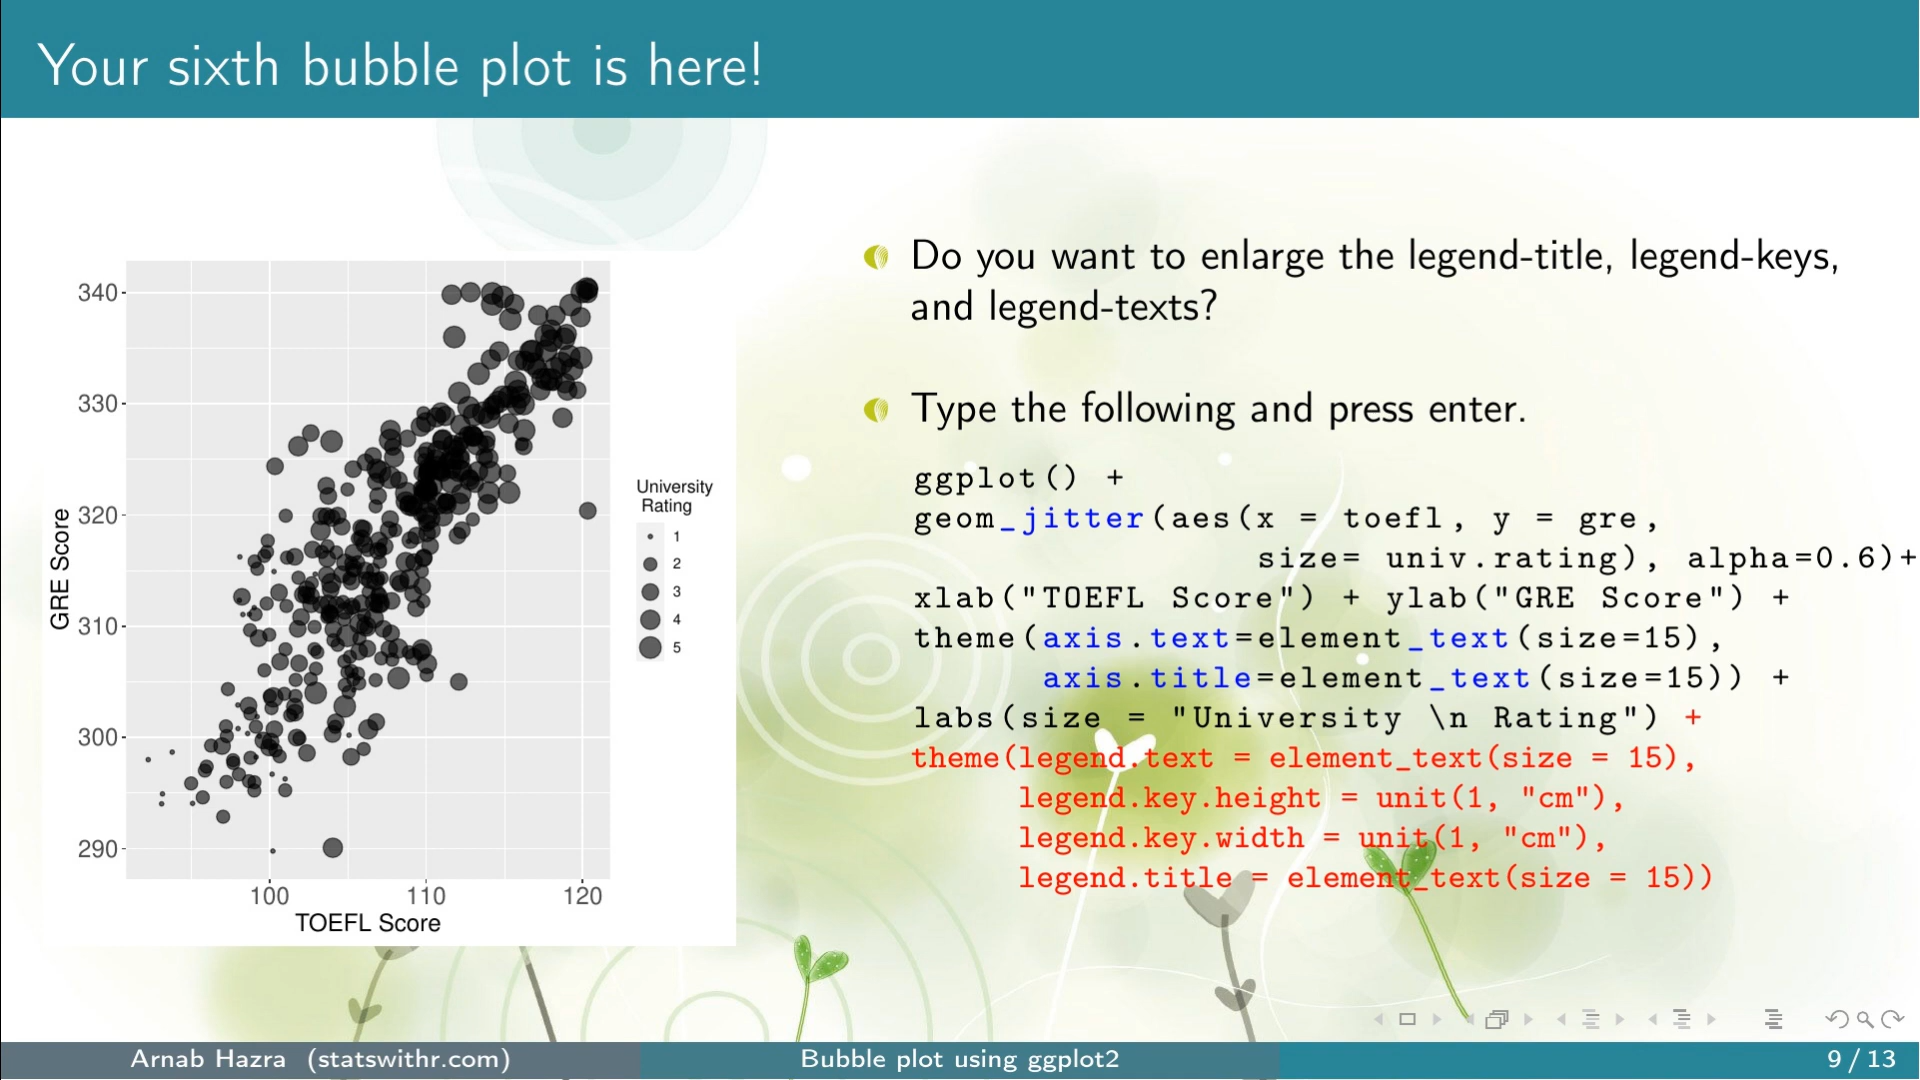 Your sixth bubble plot is here!
340
330
320
310
300
290
GRE Score
100 110 120
TOEFL Score
University
Rating
1
2
3
4
5
Do you want to enlarge the legend-title, legend-keys,
and legend-texts?
Type the following and press enter.
ggplot() +
geom_jitter(aes(x = toefl, y = gre,
size= univ.rating), alpha=0.6)+
xlab("TOEFL Score") + ylab("GRE Score") +
theme(axis.text=element_text(size=15),
axis.title=element_text(size=15)) +
labs(size = "University \n Rating") +
theme(legend.text = element_text(size = 15),
legend.key.height = unit(1, "cm"),
legend.key.width = unit(1, "cm"),
legend.title = element_text(size = 15))
Arnab Hazra (statswithr.com)
Bubble plot using ggplot2
9 / 13